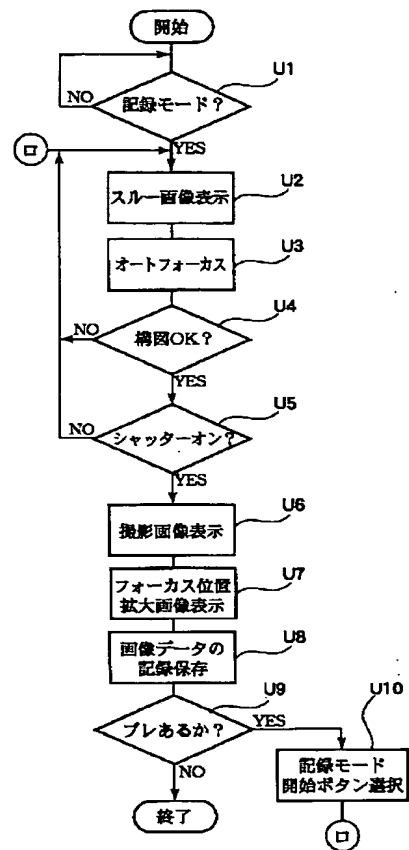 開始
U1
記録モード?
NO
YES
ロ
U2
スルー画像表示
U3
オートフォーカス
U4
構図OK?
NO
YES
U5
シャッターオン?
NO
YES
U6
撮影画像表示
U7
フォーカス位置
拡大画像表示
U8
画像データの
記録保存
U9
ブレあるか?
YES
U10
NO
記録モード
開始ボタン選択
終了
ロ